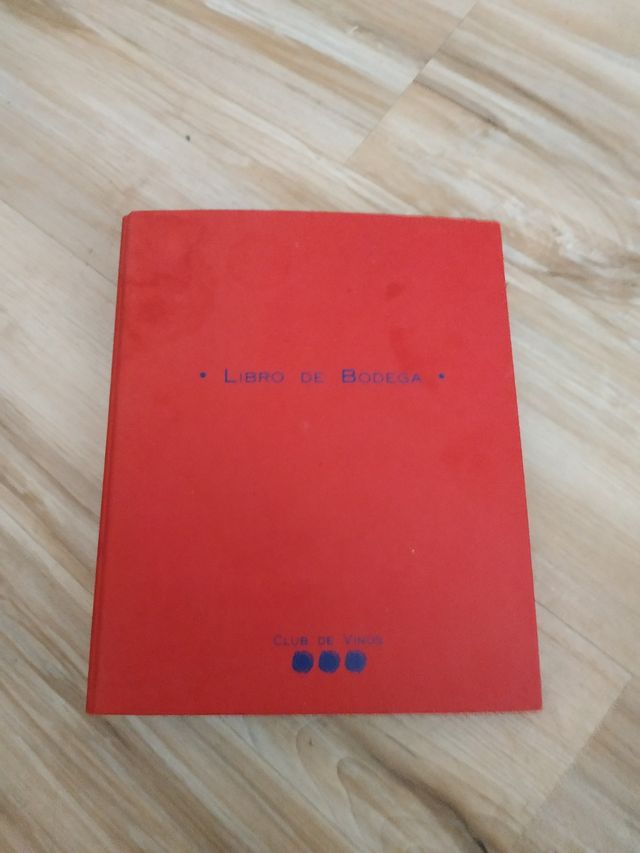 • LIBRO DE BODEGA •
CLUB DE VINOS